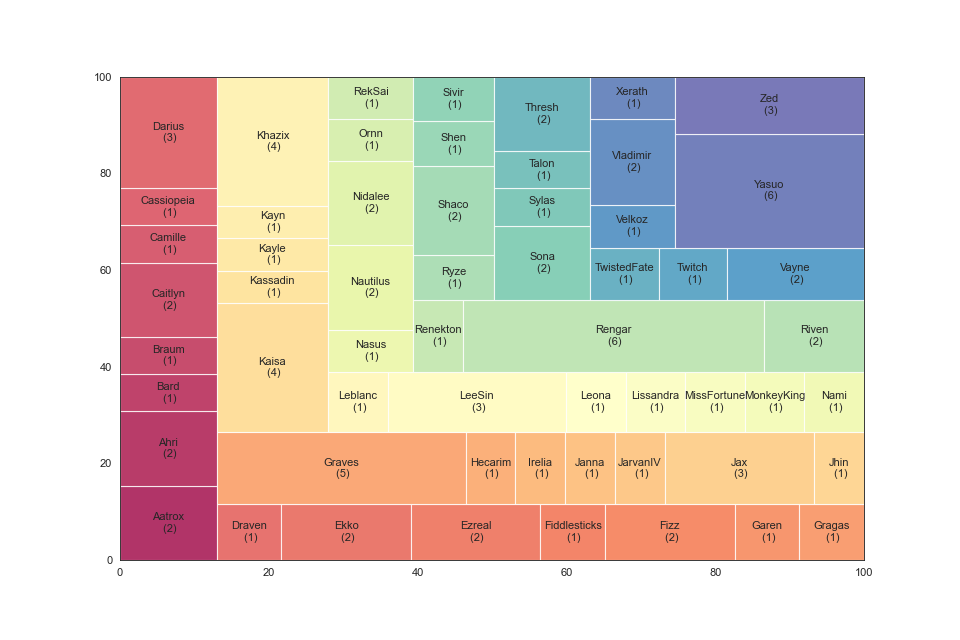 100
80
60
40
20
0
0
20
40
60
80
100
Darius
(3)
Cassiopeia
(1)
Camille
(1)
Caitlyn
(2)
Braum
(1)
Bard
(1)
Ahri
(2)
Aatrox
(2)
Khazix
(4)
Kayn
(1)
Kayle
(1)
Kassadin
(1)
Kaisa
(4)
RekSai
(1)
Ornn
(1)
Nidalee
(2)
Nautilus
(2)
Nasus
(1)
Sivir
(1)
Shen
(1)
Shaco
(2)
Ryze
(1)
Thresh
(2)
Talon
(1)
Sylas
(1)
Sona
(2)
Xerath
(1)
Vladimir
(2)
Velkoz
(1)
Zed
(3)
Yasuo
(6)
TwistedFate
(1)
Twitch
(1)
Vayne
(2)
Renekton
(1)
Rengar
(6)
Riven
(2)
Leblanc
(1)
LeeSin
(3)
Leona
(1)
Lissandra
(1)
MissFortune
(1)
MonkeyKing
(1)
Nami
(1)
Graves
(5)
Hecarim
(1)
Irelia
(1)
Janna
(1)
JarvanIV
(1)
Jax
(3)
Jhin
(1)
Draven
(1)
Ekko
(2)
Ezreal
(2)
Fiddlesticks
(1)
Fizz
(2)
Garen
(1)
Gragas
(1)